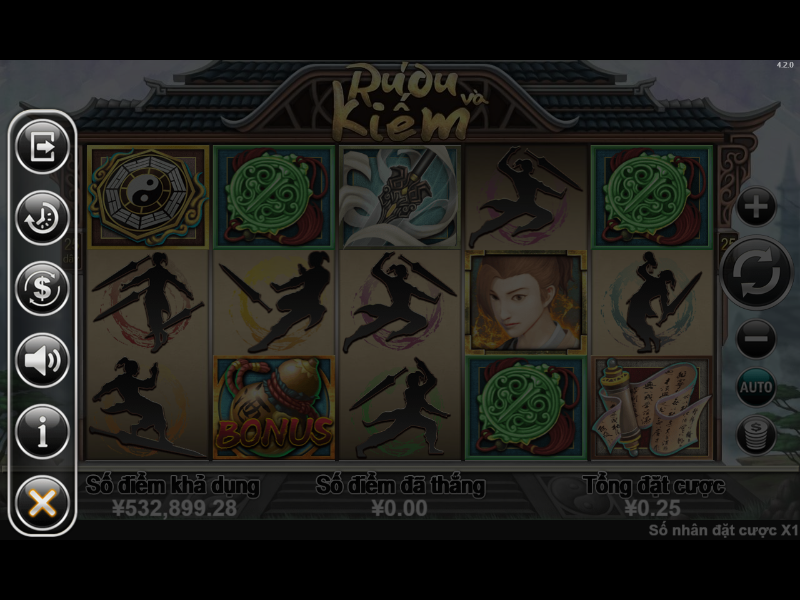 4.2.0
Rượu và
Kiếm
25
BONUS
AUTO
Số điểm khả dụng
Số điểm đã thắng
Tổng đặt cược
¥532,899.28
¥0.00
¥0.25
Số nhân đặt cược X1